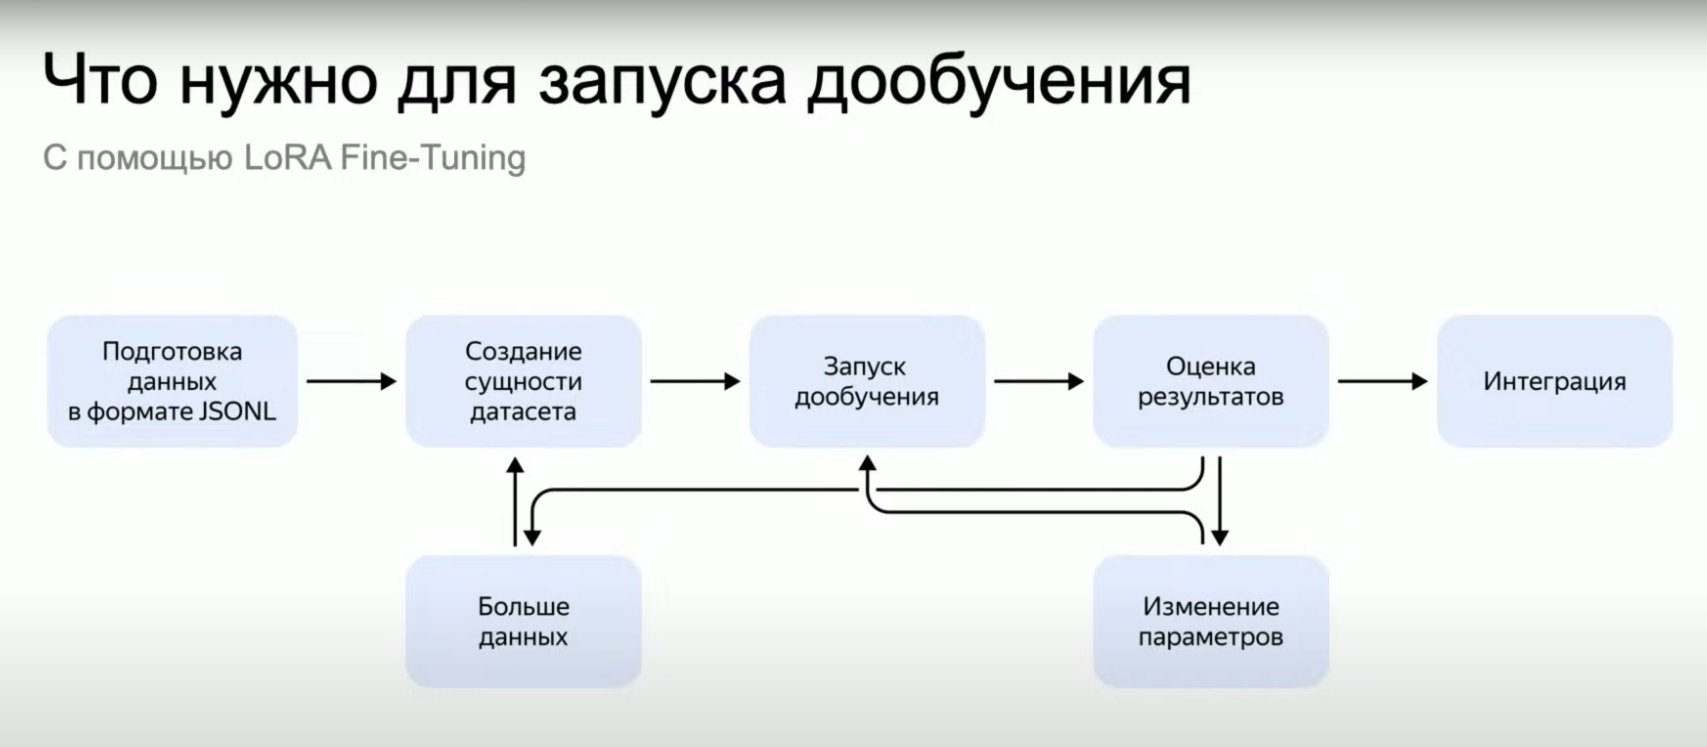 Что нужно для запуска дообучения
С помощью LoRA Fine-Tuning
Подготовка
данных
в формате JSONL
Создание
сущности
датасета
Запуск
дообучения
Оценка
результатов
Интеграция
Больше
данных
Изменение
параметров